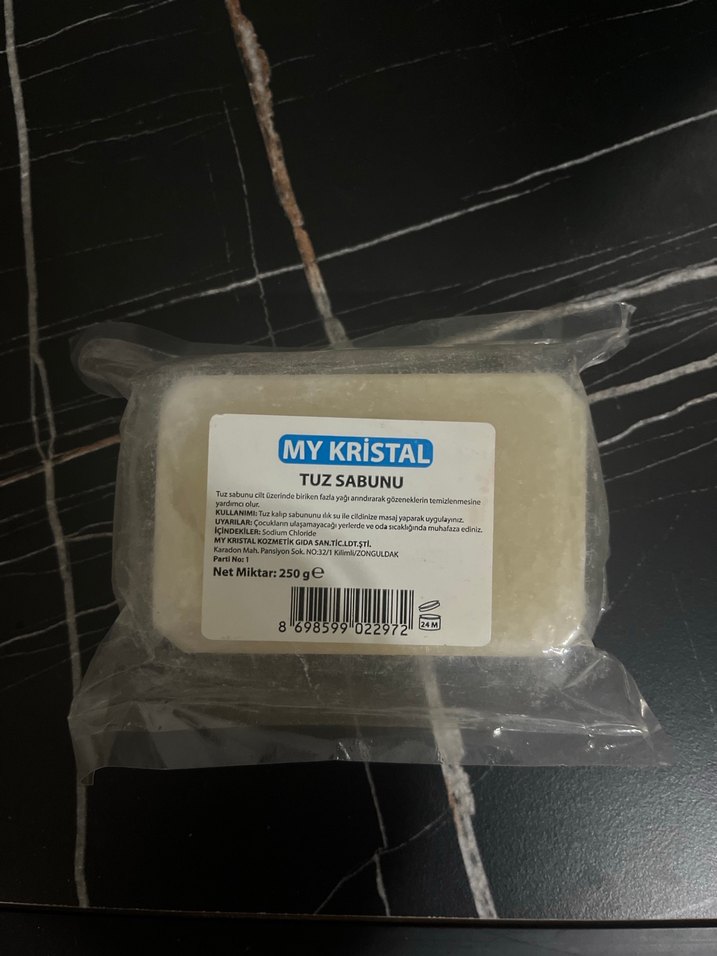 MY KRİSTAL
TUZ SABUNU
Tuz sabunu cilt üzerinde biriken fazla yağı arındırarak gözeneklerin temizlenmesine
yardımcı olur.
KULLANIMI: Tuz kalıp sabununu ılık su ile cildinize masaj yaparak uygulayınız.
UYARILAR: Çocukların ulaşamayacağı yerlerde ve oda sıcaklığında muhafaza ediniz.
İÇİNDEKİLER: Sodium Chloride
MY KRİSTAL KOZMETİK GIDA SAN.TİC.LDT.ŞTİ.
Karadon Mah. Pansiyon Sok. NO:32/1 Kilimli/ZONGULDAK
Parti No: 1
Net Miktar: 250 g ℮
8 698599 022972
24 M